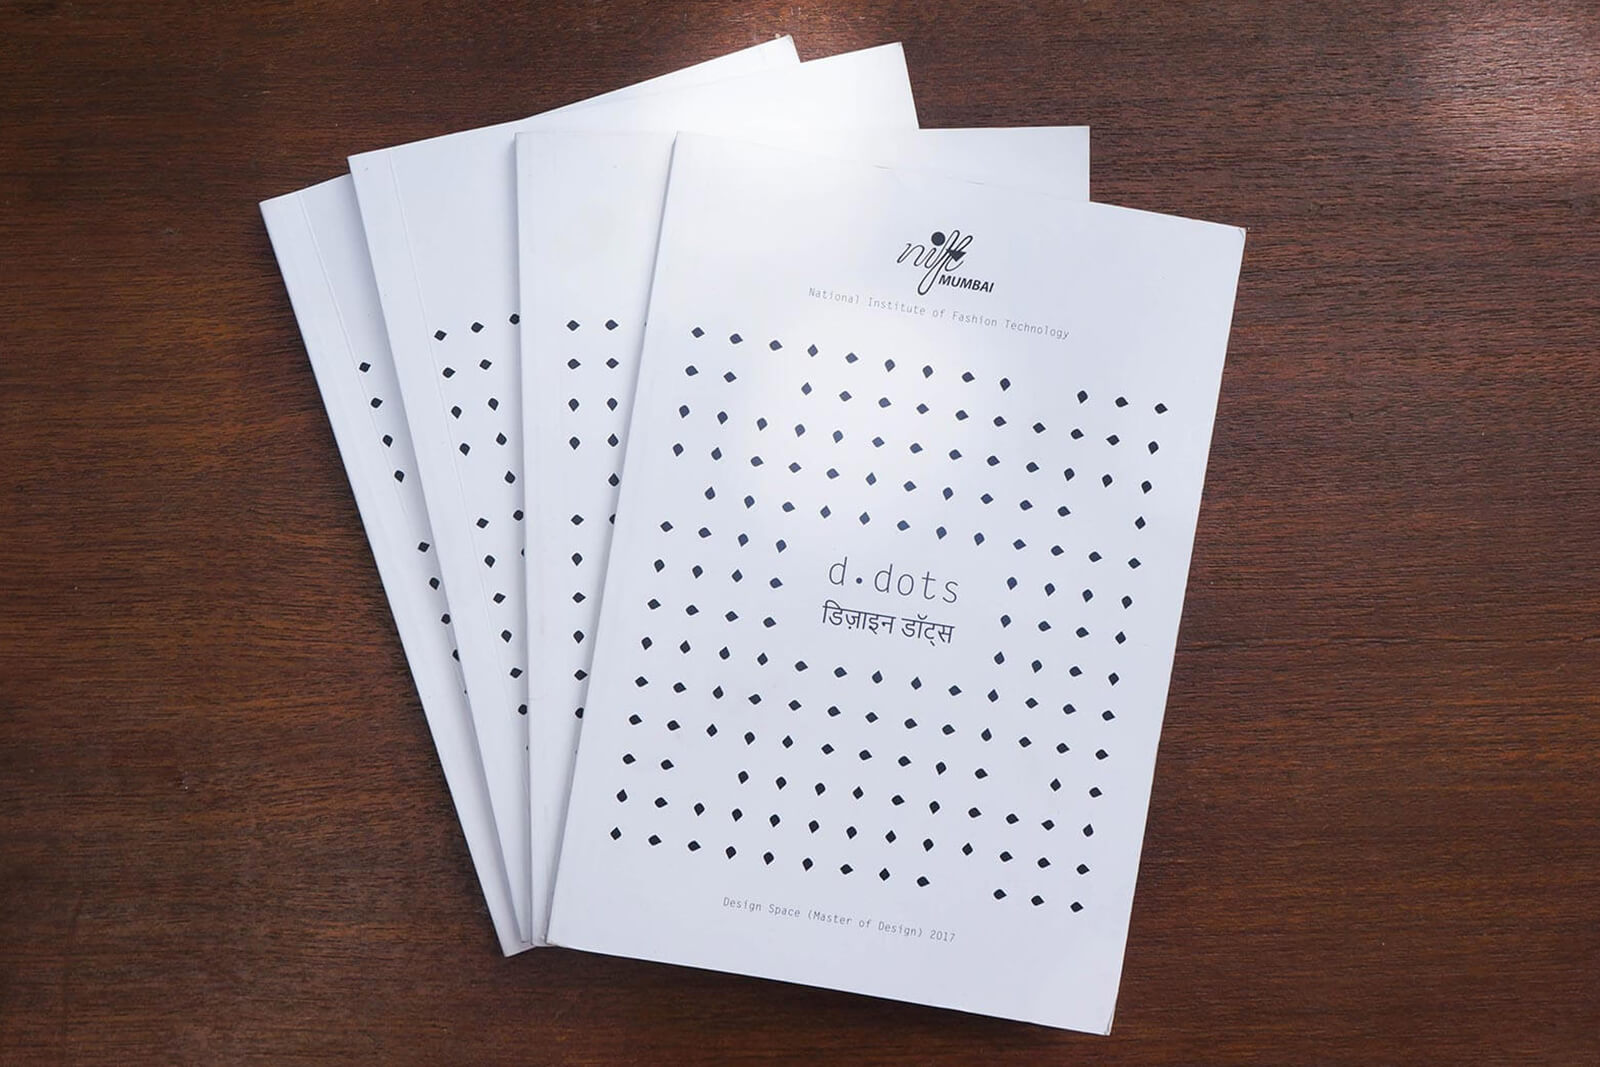 nift
MUMBAI
National Institute of Fashion Technology
d.dots
डिज़ाइन डॉट्स
Design Space (Master of Design) 2017